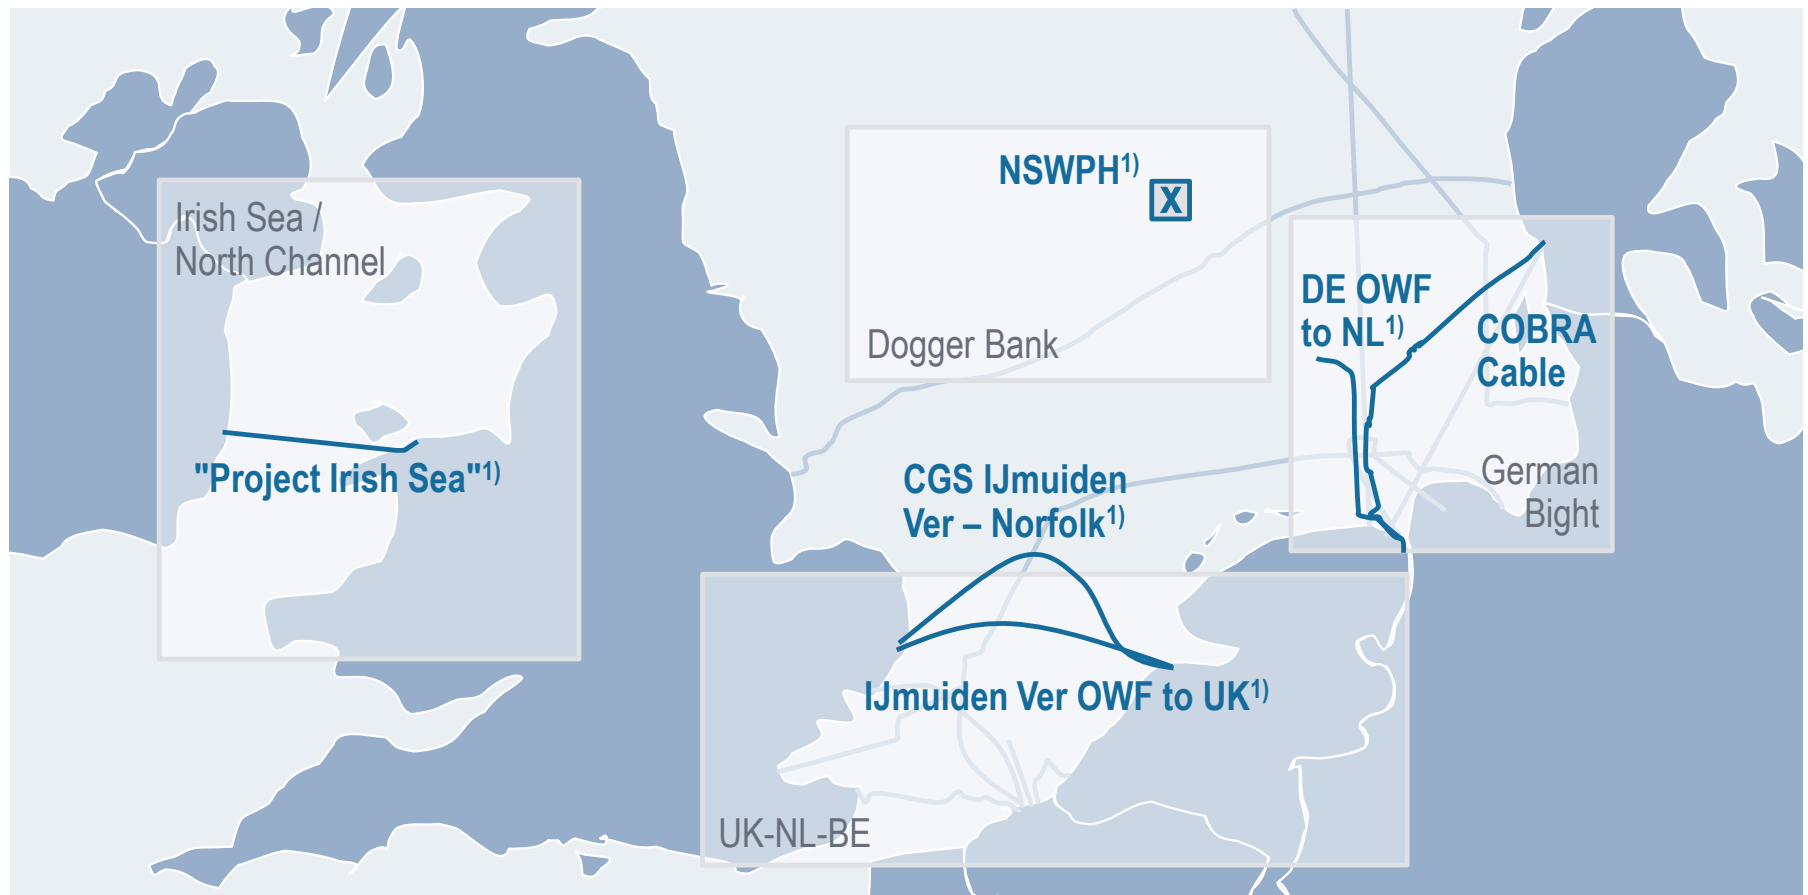 Irish Sea /
North Channel
"Project Irish Sea"1)
NSWPH1)
X
Dogger Bank
DE OWF
to NL1)
COBRA
Cable
German
Bight
CGS IJmuiden
Ver – Norfolk1)
IJmuiden Ver OWF to UK1)
UK-NL-BE